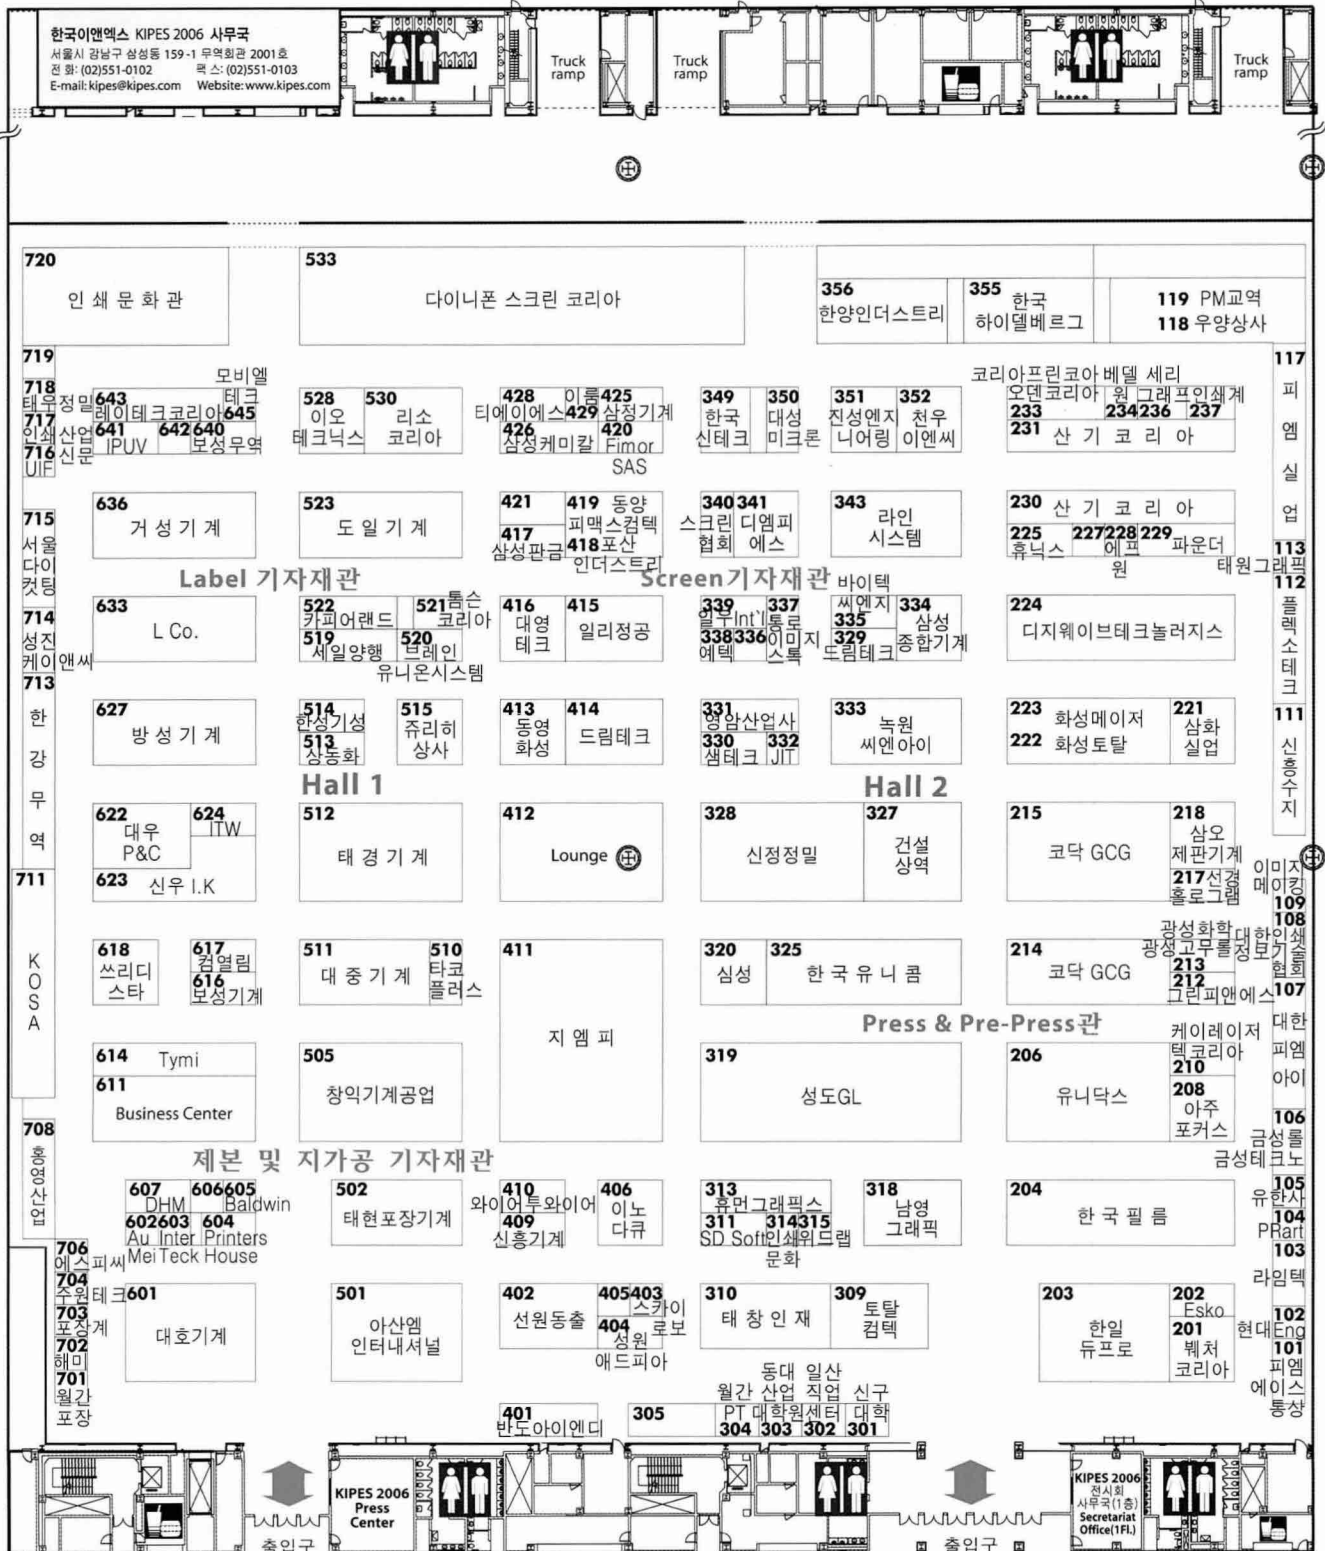 한국이앤엑스 KIPES 2006 사무국
서울시 강남구 삼성동 159-1 무역회관 2001호
전 화: (02)551-0102 팩 스: (02)551-0103
E-mail: kipes@kipes.com Website: www.kipes.com
Truck ramp
Truck ramp
Truck ramp
720 인 쇄 문 화 관
533 다이니폰 스크린 코리아
356 한양인더스트리
355 한국 하이델베르그
119 PM교역
118 우양상사
719
718 태우정밀
717 인쇄산업신문
716 UIF
643 레이테크코리아
모비엘테크 645
641 IPUV
642
640 보성무역
528 이오테크닉스
530 리소코리아
428 티에이에스
이룸 429
425 삼정기계
426 삼성케미칼
420 Fimor SAS
349 한국신테크
350 대성미크론
351 진성엔지니어링
352 천우이엔씨
코리아프린코아 베델 세리
오덴코리아 원 그래프인쇄계
233
234
236
237
231 산 기 코 리 아
117 피 엠 실 업
715 서울다이컷팅
636 거 성 기 계
523 도 일 기 계
421
419 동양피맥스컴텍
417 삼성판금
418 포산인더스트리
340 스크린협회
341 디엠피에스
343 라인시스템
230 산 기 코 리 아
225 휴닉스
227
228 에프원
229 파운더
태원그래픽 113
112 플렉소테크
Label 기자재관
Screen기자재관
714 성진케이앤씨
633 L Co.
522 카피어랜드
521 톰슨코리아
519 세일양행
520 브레인유니온시스템
416 대영테크
415 일리정공
339 일우Int'l
337 통로이미지스톡
338 예텍
336
바이텍씨엔지 335
329 드림테크
334 삼성종합기계
224 디지웨이브테크놀러지스
713 한 강 무 역
627 방 성 기 계
514 한성기성
513 상동화
515 쥬리히상사
413 동영화성
414 드림테크
331 영암산업사
330 샘테크
332 JIT
333 녹원씨엔아이
223 화성메이저
222 화성토탈
221 삼화실업
111 신흥수지
Hall 1
Hall 2
622 대우 P&C
624 ITW
623 신우 I.K
512 태 경 기 계
412 Lounge
328 신정정밀
327 건설상역
215 코닥 GCG
218 삼오제판기계
217 선경홀로그램
이미지메이킹 109
711 K O S A
618 쓰리디스타
617 컴열림
616 보성기계
511 대 중 기 계
510 타코플러스
411 지 엠 피
320 심성
325 한 국 유 니 콤
214 코닥 GCG
광성화학
광성고무롤
213
212 그린피앤에스
108 대한인쇄정보기술협회
107 대한피엠아이
Press & Pre-Press관
614 Tymi
611 Business Center
505 창익기계공업
319 성도GL
206 유니닥스
케이레이저텍코리아 210
208 아주포커스
106 금성롤
금성테크노
제본 및 지가공 기자재관
708 홍영산업
607 DHM
606
605 Baldwin
602 Au Mei
603 Inter Teck
604 Printers House
502 태현포장기계
410 와이어투와이어
409 신흥기계
406 이노다큐
313 휴먼그래픽스
311 SD Soft
314 인쇄문화
315 위드랩
318 남영그래픽
204 한 국 필 름
105 유한사
104 PRart
103 라임텍
706 에스피씨
704 주원테크
703 포장계
702 해미
701 월간포장
601 대호기계
501 아산엠인터내셔널
402 선원동출
405
403 스카이로보
404 성원애드피아
310 태 창 인 재
309 토탈컴텍
203 한일듀프로
202 Esko
201 붸처코리아
102 현대Eng
101 피엠에이스통상
401 반도아이엔디
305
월간 PT 304
동대 산업 대학원 303
일산 직업 센터 302
신구 대학 301
출입구
KIPES 2006 Press Center
출입구
KIPES 2006 전시회 사무국(1층) Secretariat Office(1Fl.)